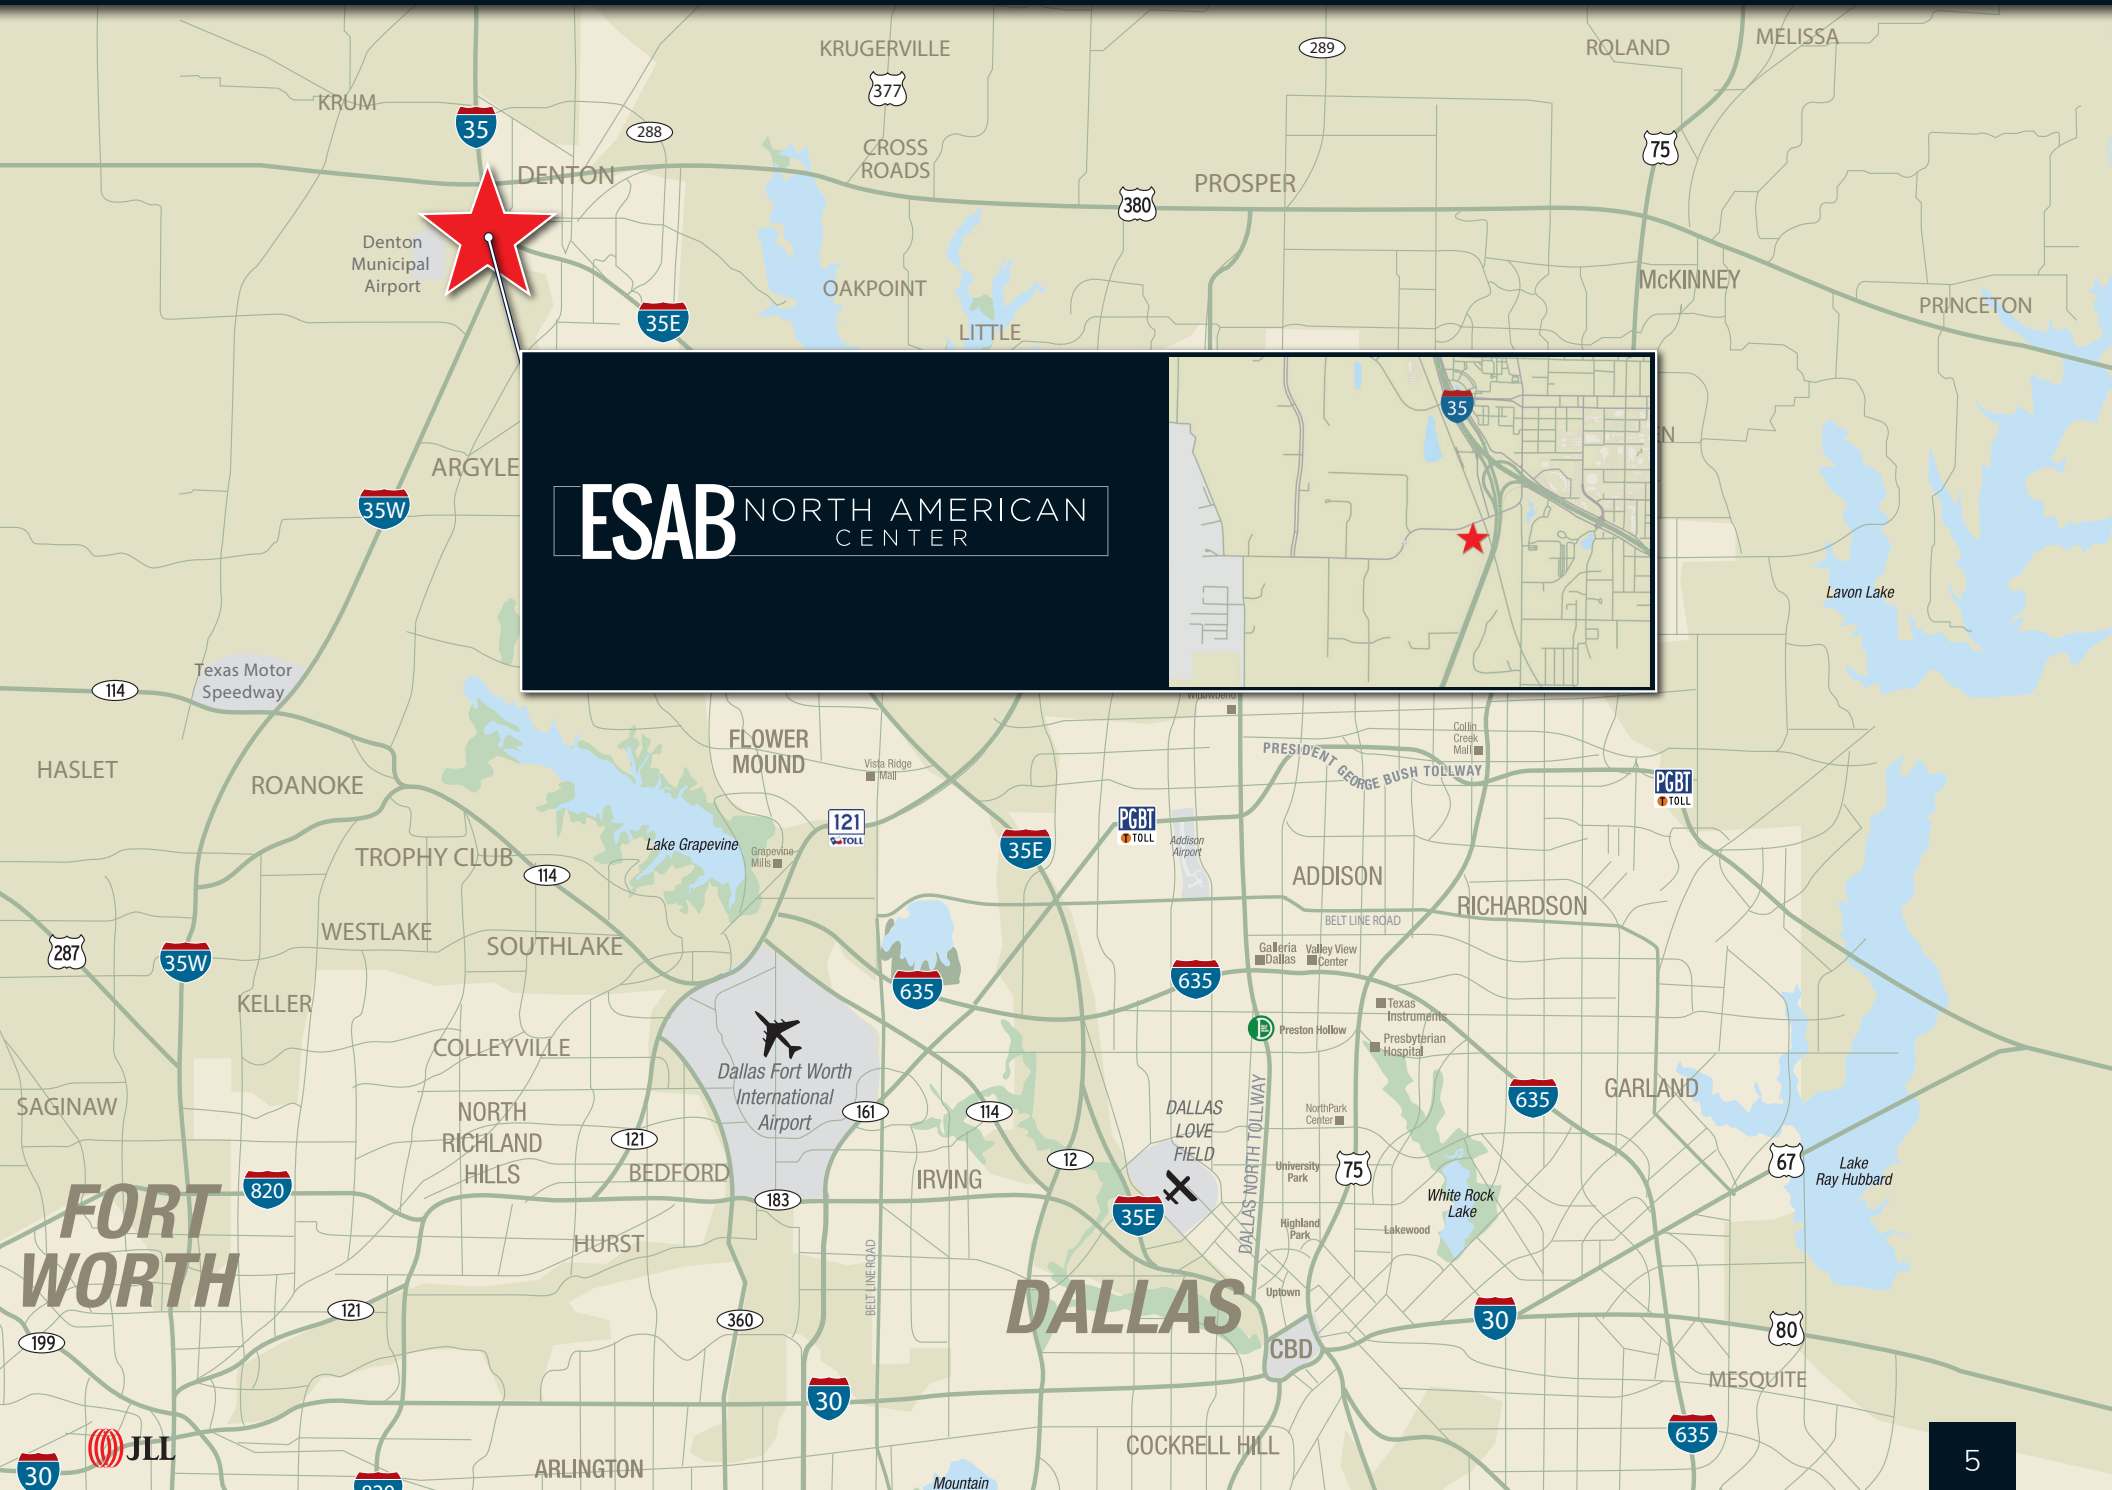 KRUGERVILLE
289
ROLAND
MELISSA
377
KRUM
35
288
CROSS
ROADS
75
DENTON
380
PROSPER
Denton
Municipal
Airport
OAKPOINT
McKINNEY
PRINCETON
35E
LITTLE
35
ARGYLE
35W
ESAB NORTH AMERICAN
CENTER
Lavon Lake
Texas Motor
Speedway
114
HASLET
ROANOKE
FLOWER
MOUND
Vista Ridge
Mall
Collin
Creek
Mall
PRESIDENT GEORGE BUSH TOLLWAY
PGBT
TOLL
121
TOLL
PGBT
TOLL
Addison
Airport
35E
Lake Grapevine
Grapevine
Mills
TROPHY CLUB
114
ADDISON
RICHARDSON
BELT LINE ROAD
WESTLAKE
SOUTHLAKE
287
35W
Galleria
Dallas
Valley View
Center
635
635
KELLER
Texas
Instruments
Preston Hollow
Presbyterian
Hospital
COLLEYVILLE
Dallas Fort Worth
International
Airport
SAGINAW
NORTH
RICHLAND
HILLS
161
114
DALLAS
LOVE
FIELD
DALLAS NORTH TOLLWAY
NorthPark
Center
635
GARLAND
121
BEDFORD
12
IRVING
University
Park
75
67
Lake
Ray Hubbard
820
183
35E
White Rock
Lake
FORT
WORTH
HURST
Highland
Park
Lakewood
BELT LINE ROAD
DALLAS
Uptown
121
360
30
80
199
CBD
MESQUITE
30
635
JLL
30
820
ARLINGTON
COCKRELL HILL
Mountain
5